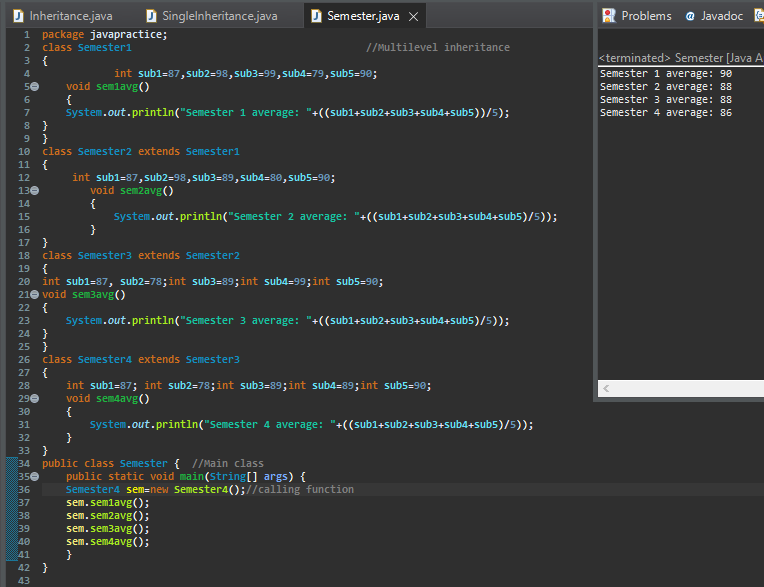 Inheritance.java SingleInheritance.java Semester.java Problems Javadoc
<terminated> Semester [Java A
Semester 1 average: 90
Semester 2 average: 88
Semester 3 average: 88
Semester 4 average: 86
1 package javapractice;
2 class Semester1 //Multilevel inheritance
3 {
4 int sub1=87,sub2=98,sub3=99,sub4=79,sub5=90;
5 void sem1avg()
6 {
7 System.out.println("Semester 1 average: "+((sub1+sub2+sub3+sub4+sub5))/5);
8 }
9 }
10 class Semester2 extends Semester1
11 {
12 int sub1=87,sub2=98,sub3=89,sub4=80,sub5=90;
13 void sem2avg()
14 {
15 System.out.println("Semester 2 average: "+((sub1+sub2+sub3+sub4+sub5)/5));
16 }
17 }
18 class Semester3 extends Semester2
19 {
20 int sub1=87, sub2=78;int sub3=89;int sub4=99;int sub5=90;
21 void sem3avg()
22 {
23 System.out.println("Semester 3 average: "+((sub1+sub2+sub3+sub4+sub5)/5));
24 }
25 }
26 class Semester4 extends Semester3
27 {
28 int sub1=87; int sub2=78;int sub3=89;int sub4=89;int sub5=90;
29 void sem4avg()
30 {
31 System.out.println("Semester 4 average: "+((sub1+sub2+sub3+sub4+sub5)/5));
32 }
33 }
34 public class Semester { //Main class
35 public static void main(String[] args) {
36 Semester4 sem=new Semester4();//calling function
37 sem.sem1avg();
38 sem.sem2avg();
39 sem.sem3avg();
40 sem.sem4avg();
41 }
42 }
43